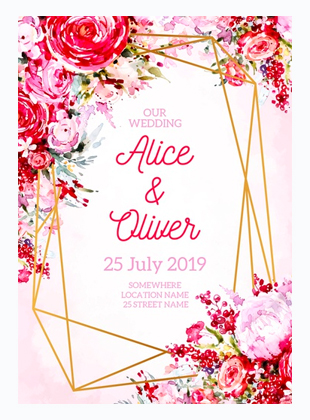 OUR
WEDDING
Alice
&
Oliver
25 July 2019
SOMEWHERE
LOCATION NAME
25 STREET NAME